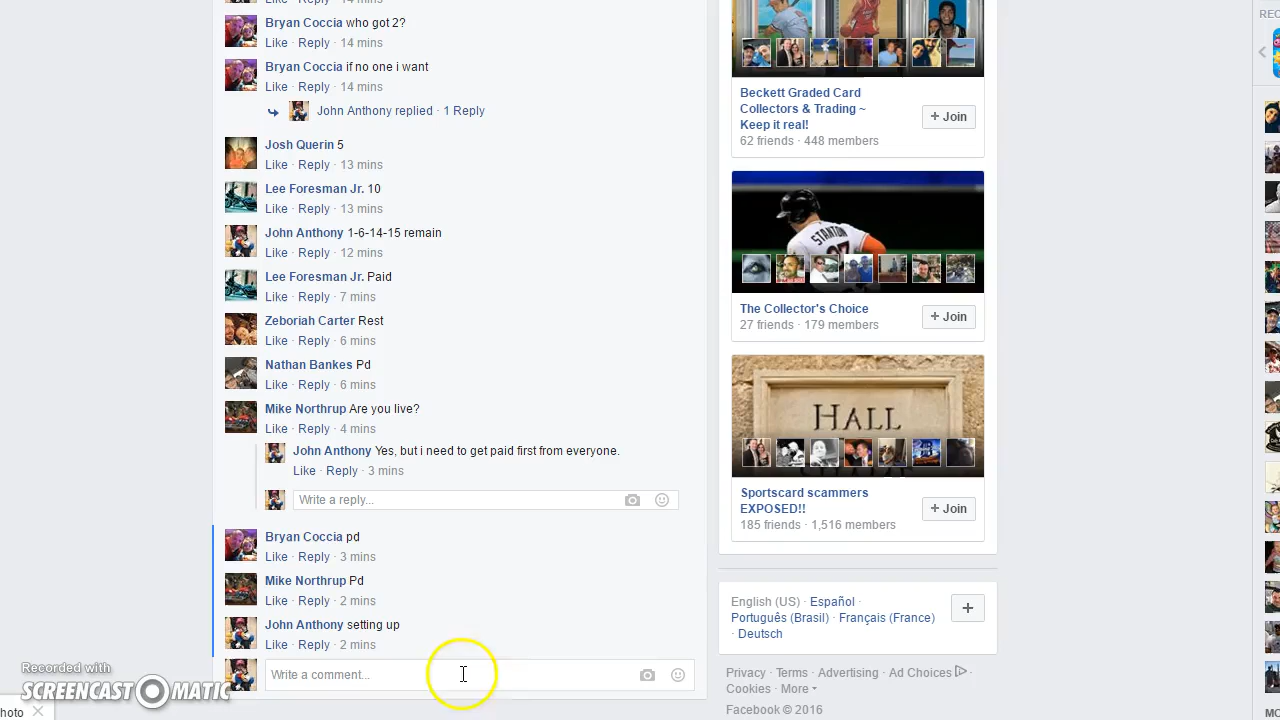 Bryan Coccia who got 2?
Like · Reply · 14 mins
Bryan Coccia if no one i want
Like · Reply · 14 mins
John Anthony replied · 1 Reply
Josh Querin 5
Like · Reply · 13 mins
Lee Foresman Jr. 10
Like · Reply · 13 mins
John Anthony 1-6-14-15 remain
Like · Reply · 12 mins
Lee Foresman Jr. Paid
Like · Reply · 7 mins
Zeboriah Carter Rest
Like · Reply · 6 mins
Nathan Banxes Pd
Like · Reply · 6 mins
Mike Northrup Are you live?
Like · Reply · 4 mins
John Anthony Yes, but i need to get paid first from everyone.
Like · Reply · 3 mins
Write a reply...
Bryan Coccia pd
Like · Reply · 3 mins
Mike Northrup Pd
Like · Reply · 2 mins
John Anthony setting up
Like · Reply · 2 mins
Write a comment...
Recorded with
SCREENCAST MATIC
hoto
Beckett Graded Card
Collectors & Trading ~
Keep it real!
62 friends · 448 members
+ Join
STANTON
The Collector's Choice
27 friends · 179 members
+ Join
HALL
Sportscard scammers
EXPOSED!!
185 friends · 1,516 members
+ Join
English (US) · Español ·
Português (Brasil) · Français (France)
· Deutsch
Privacy · Terms · Advertising · Ad Choices ·
Cookies · More
Facebook © 2016
REC
MO